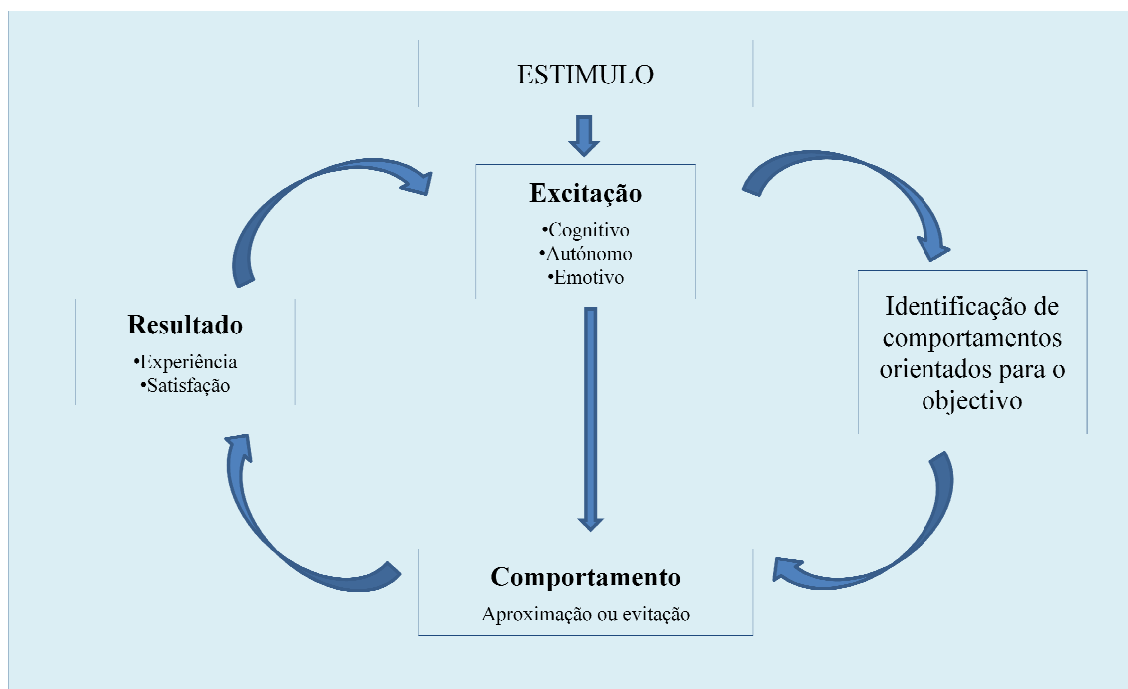 ESTIMULO
Excitação
•Cognitivo
•Autónomo
•Emotivo
Identificação de
comportamentos
orientados para o
objectivo
Resultado
•Experiência
•Satisfação
Comportamento
Aproximação ou evitação